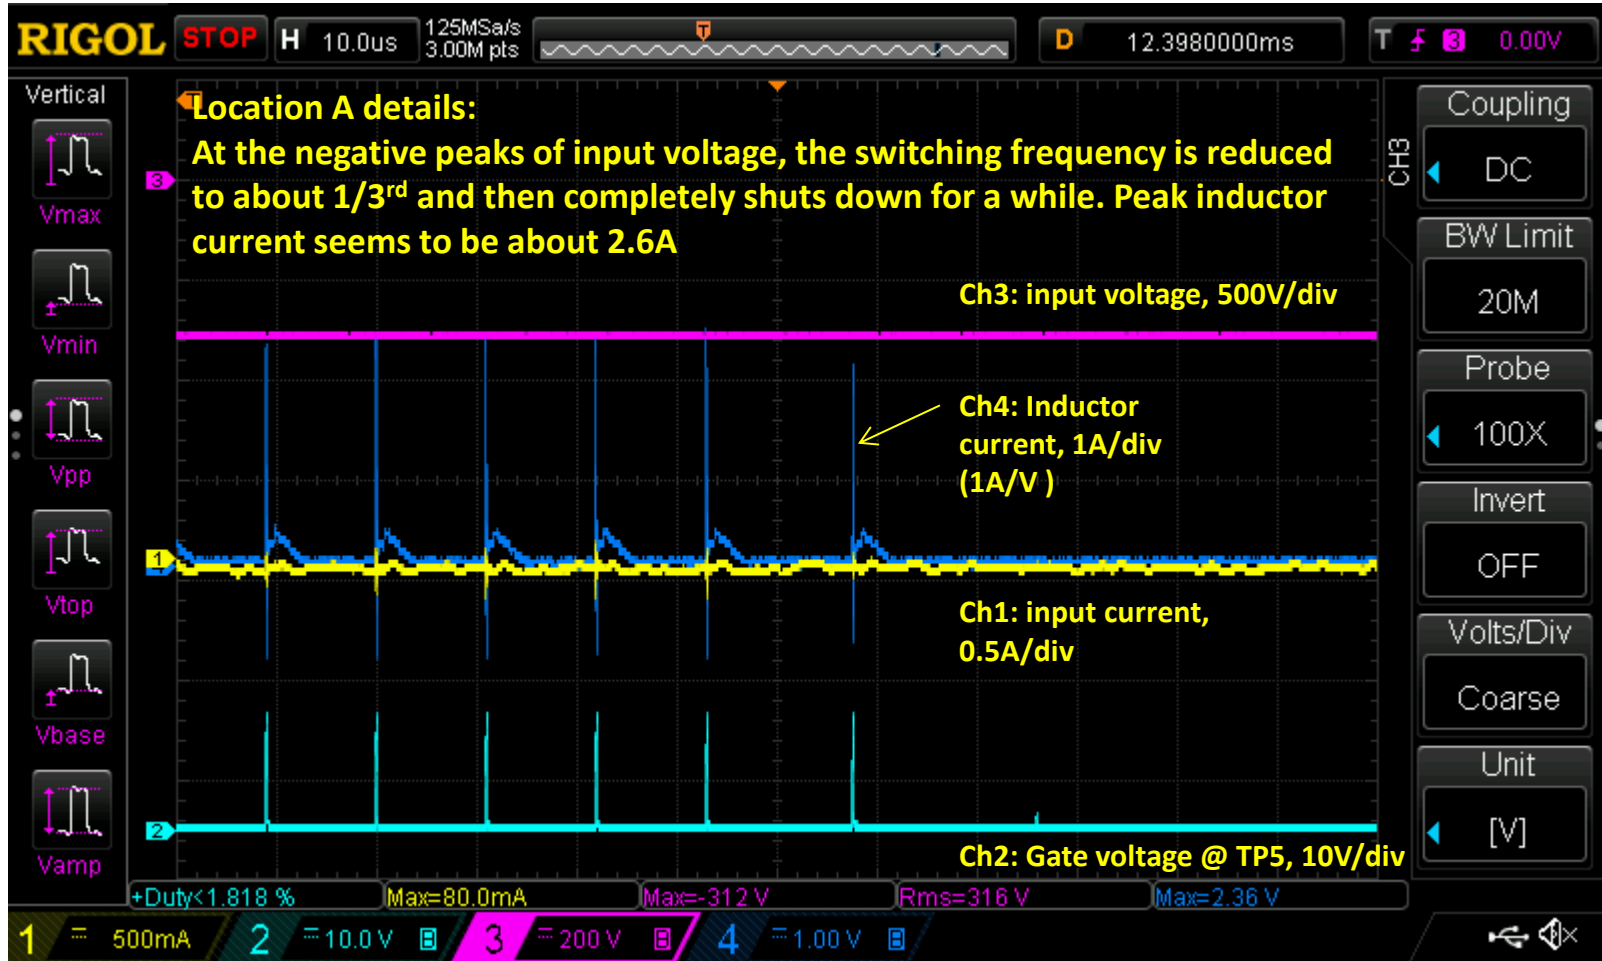 RIGOL STOP H 10.0us 125MSa/s 3.00M pts T D 12.3980000ms T 3 0.00V
Vertical
Vmax
Vmin
Vpp
Vtop
Vbase
Vamp
T
Location A details:
At the negative peaks of input voltage, the switching frequency is reduced
to about 1/3rd and then completely shuts down for a while. Peak inductor
current seems to be about 2.6A
3
Ch3: input voltage, 500V/div
Ch4: Inductor
current, 1A/div
(1A/V )
1
Ch1: input current,
0.5A/div
2
Ch2: Gate voltage @ TP5, 10V/div
CH3
Coupling
DC
BW Limit
20M
Probe
100X
Invert
OFF
Volts/Div
Coarse
Unit
[V]
+Duty<1.818 % Max=80.0mA Max=-312 V Rms=316 V Max=2.36 V
1 500mA 2 10.0 V B 3 200 V B 4 1.00 V B